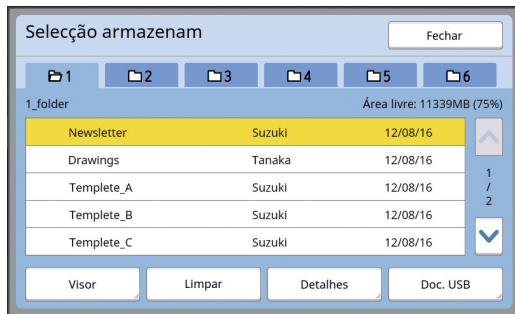 Selecção armazenam
Fechar
1 2 3 4 5 6
1_folder Área livre: 11339MB (75%)
Newsletter Suzuki 12/08/16
Drawings Tanaka 12/08/16
Templete_A Suzuki 12/08/16
Templete_B Suzuki 12/08/16
Templete_C Suzuki 12/08/16
1
/
2
Visor Limpar Detalhes Doc. USB